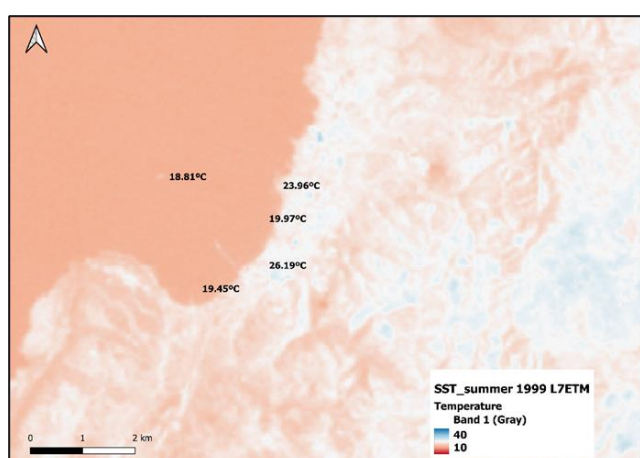 18.81ºC
23.96ºC
19.97ºC
26.19ºC
19.45ºC
SST_summer 1999 L7ETM
Temperature
Band 1 (Gray)
40
10
0 1 2 km